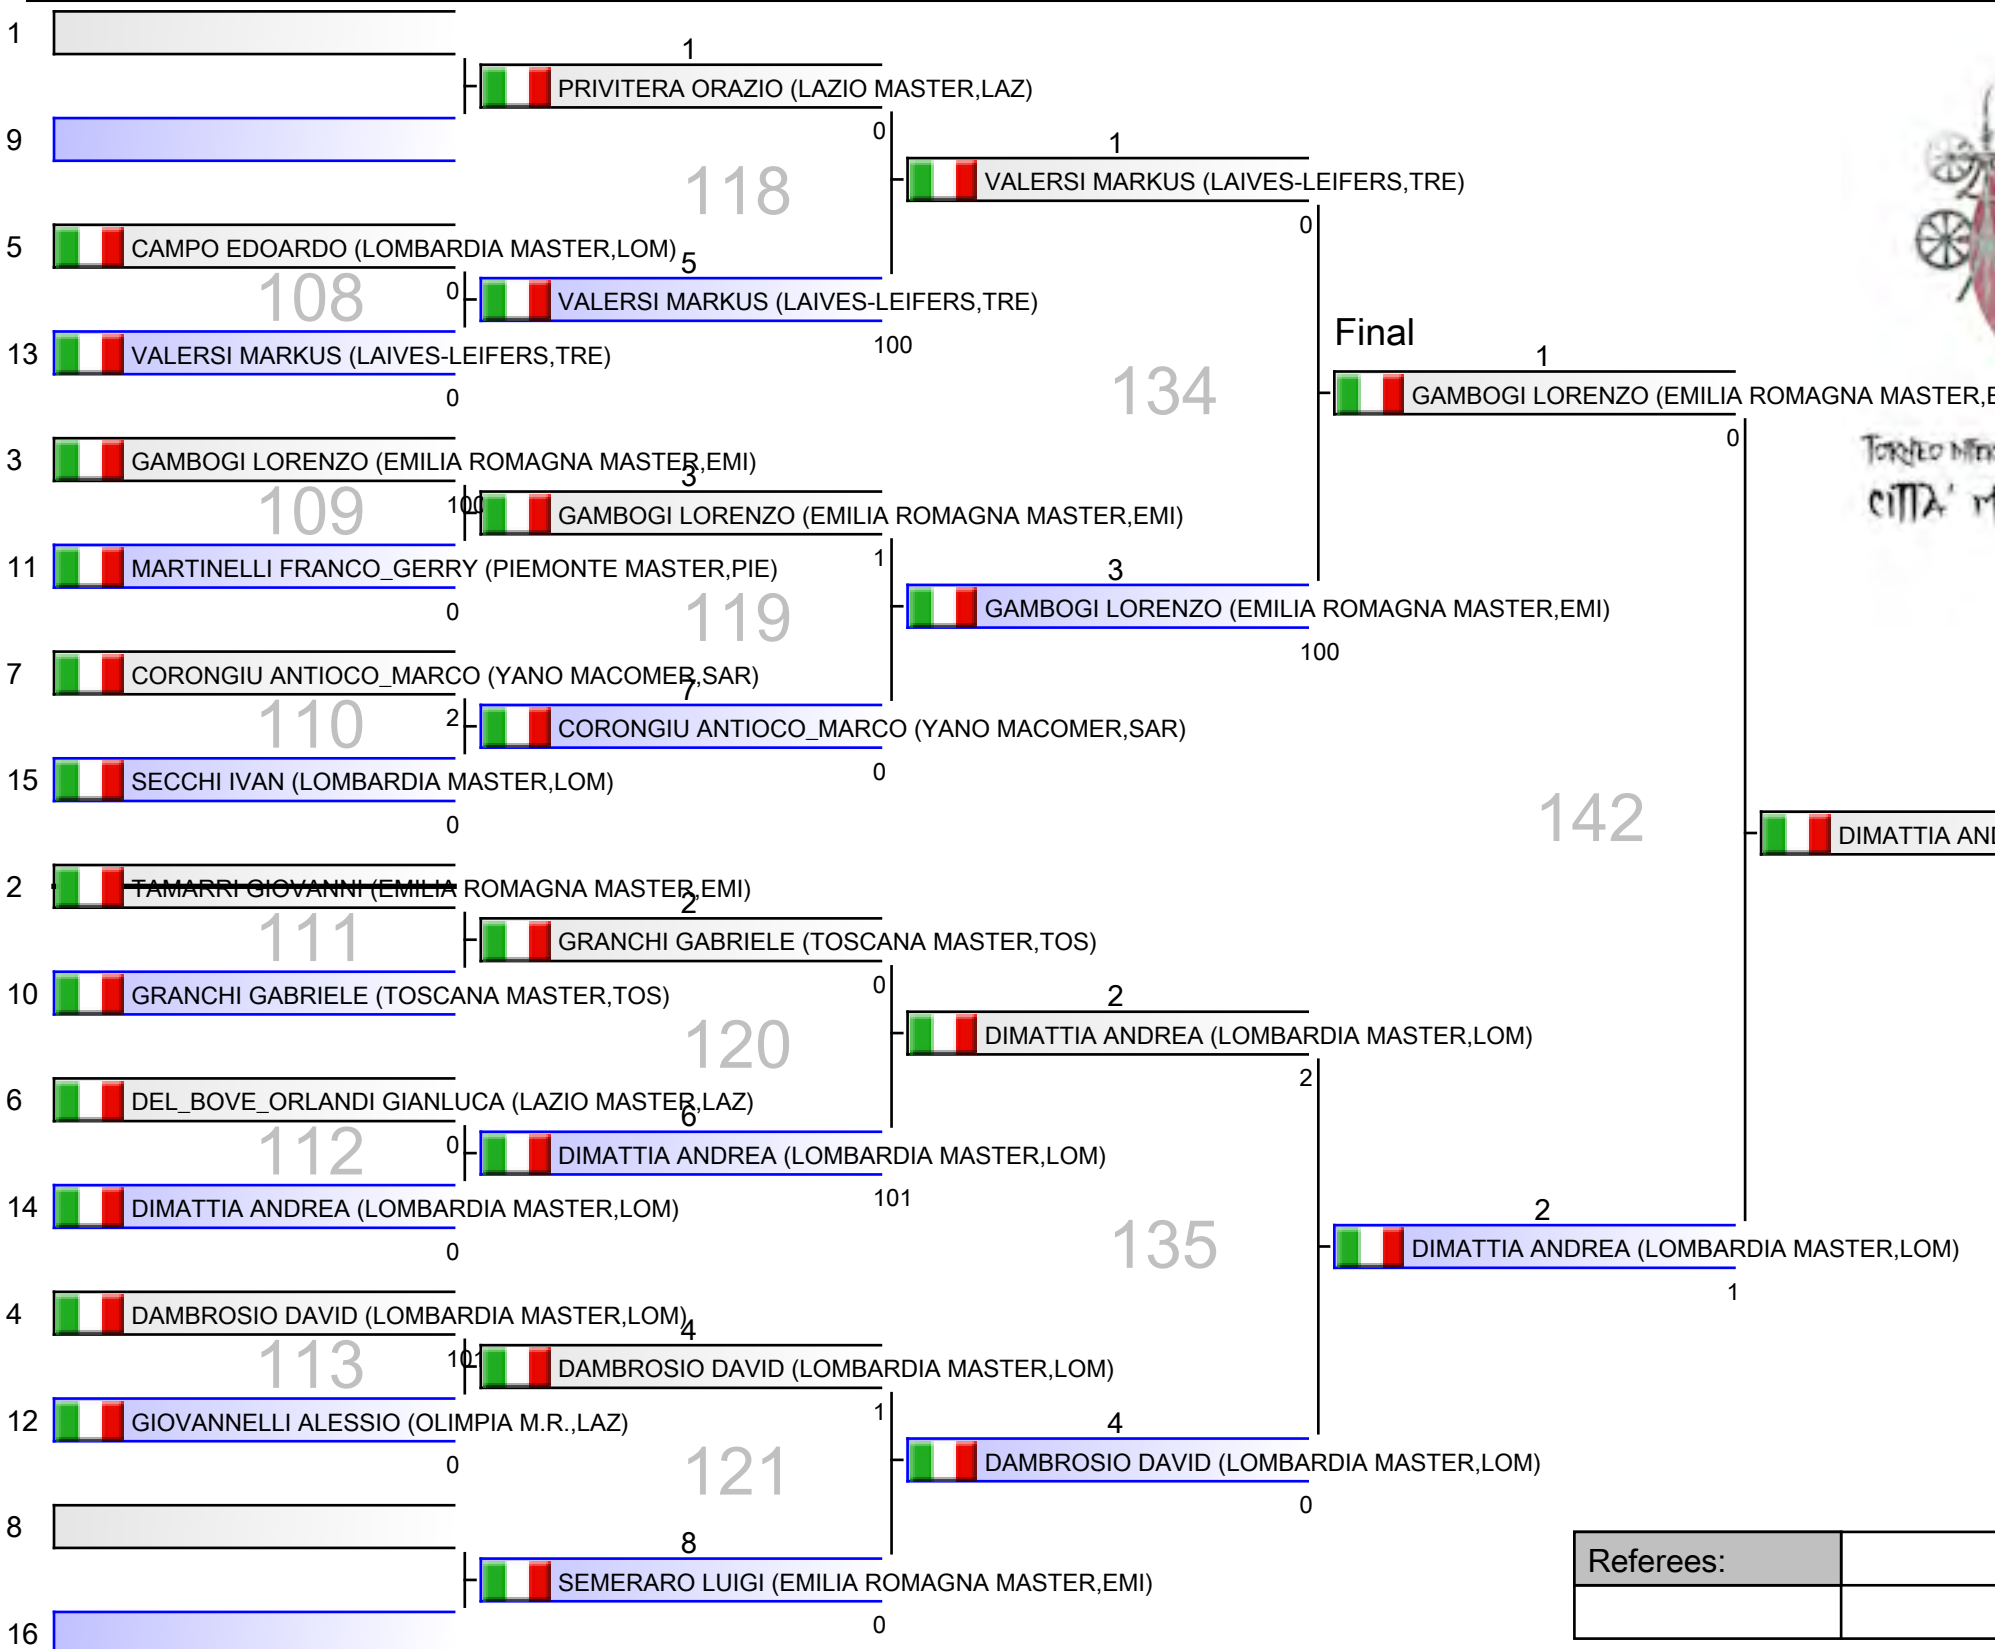 1
1
PRIVITERA ORAZIO (LAZIO MASTER,LAZ)
0
9
1
118
VALERSI MARKUS (LAIVES-LEIFERS,TRE)
0
5
CAMPO EDOARDO (LOMBARDIA MASTER,LOM)
5
108
0
VALERSI MARKUS (LAIVES-LEIFERS,TRE)
100
13
VALERSI MARKUS (LAIVES-LEIFERS,TRE)
0
134
Final
1
GAMBOGI LORENZO (EMILIA ROMAGNA MASTER,E
0
3
GAMBOGI LORENZO (EMILIA ROMAGNA MASTER,EMI)
3
109
100
GAMBOGI LORENZO (EMILIA ROMAGNA MASTER,EMI)
1
TORNEO
CITTA'
11
MARTINELLI FRANCO_GERRY (PIEMONTE MASTER,PIE)
0
3
119
GAMBOGI LORENZO (EMILIA ROMAGNA MASTER,EMI)
100
7
CORONGIU ANTIOCO_MARCO (YANO MACOMER,SAR)
7
110
2
CORONGIU ANTIOCO_MARCO (YANO MACOMER,SAR)
0
15
SECCHI IVAN (LOMBARDIA MASTER,LOM)
0
142
DIMATTIA AND
2
TAMARRI GIOVANNI (EMILIA ROMAGNA MASTER,EMI)
2
111
GRANCHI GABRIELE (TOSCANA MASTER,TOS)
0
10
GRANCHI GABRIELE (TOSCANA MASTER,TOS)
2
120
DIMATTIA ANDREA (LOMBARDIA MASTER,LOM)
2
6
DEL_BOVE_ORLANDI GIANLUCA (LAZIO MASTER,LAZ)
6
112
0
DIMATTIA ANDREA (LOMBARDIA MASTER,LOM)
101
14
DIMATTIA ANDREA (LOMBARDIA MASTER,LOM)
0
135
2
DIMATTIA ANDREA (LOMBARDIA MASTER,LOM)
1
4
DAMBROSIO DAVID (LOMBARDIA MASTER,LOM)
4
113
101
DAMBROSIO DAVID (LOMBARDIA MASTER,LOM)
1
12
GIOVANNELLI ALESSIO (OLIMPIA M.R.,LAZ)
0
4
121
DAMBROSIO DAVID (LOMBARDIA MASTER,LOM)
0
8
8
SEMERARO LUIGI (EMILIA ROMAGNA MASTER,EMI)
0
16
Referees: